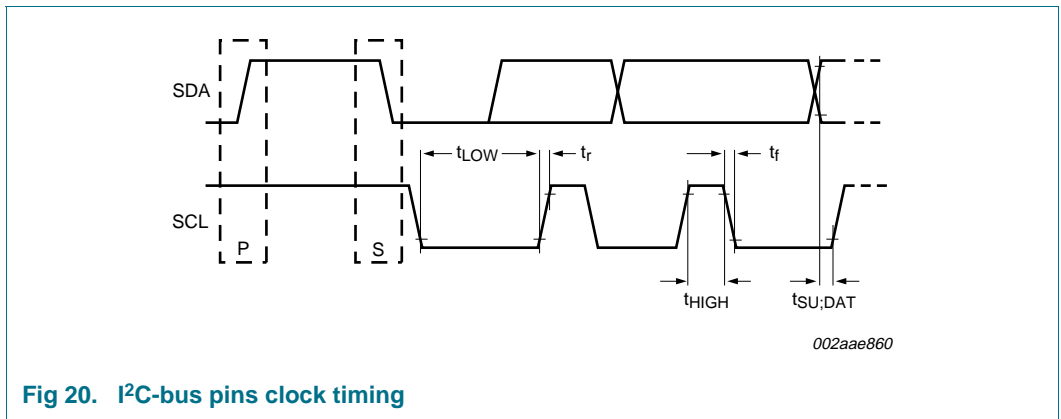 SDA
tLOW
tr
tf
SCL
P
S
tHIGH
tSU;DAT
002aae860
Fig 20. I2C-bus pins clock timing